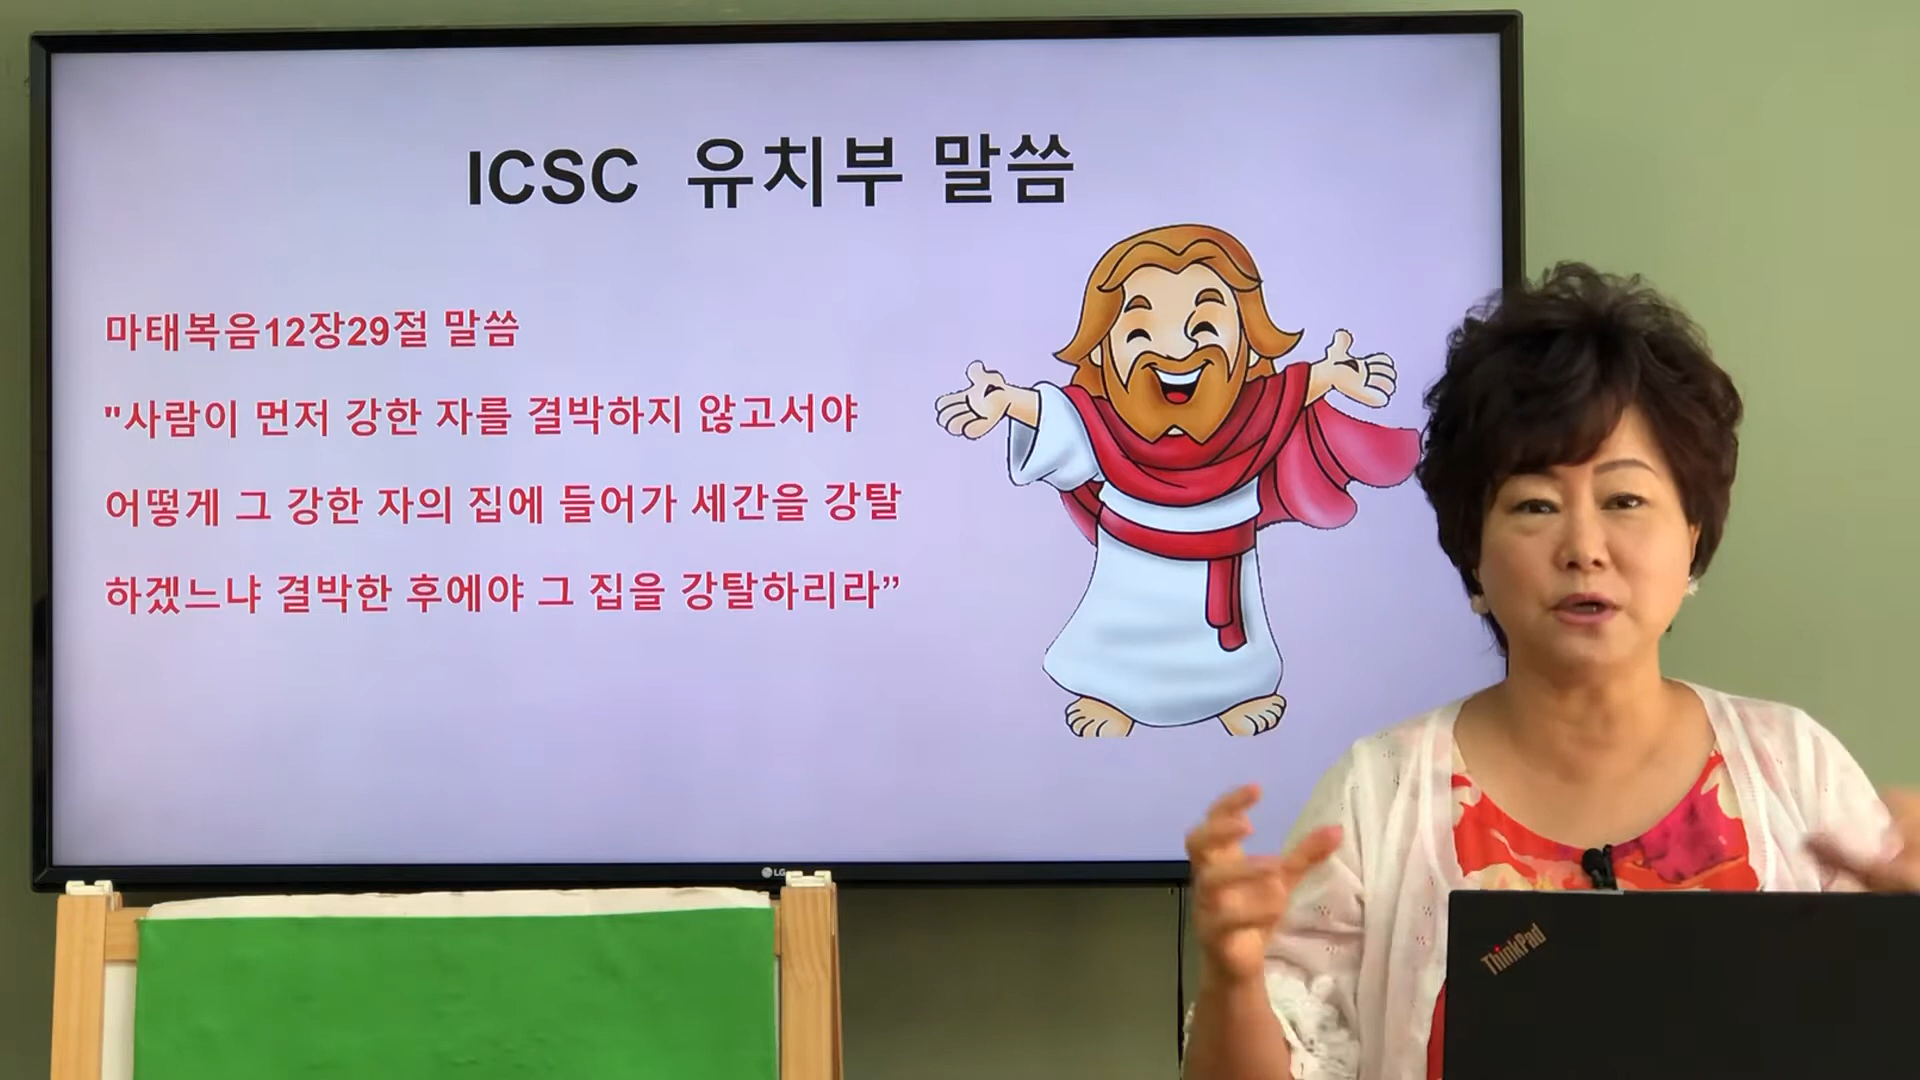 ICSC 유치부 말씀
마태복음12장29절 말씀
"사람이 먼저 강한 자를 결박하지 않고서야
어떻게 그 강한 자의 집에 들어가 세간을 강탈
하겠느냐 결박한 후에야 그 집을 강탈하리라”
LG
ThinkPad